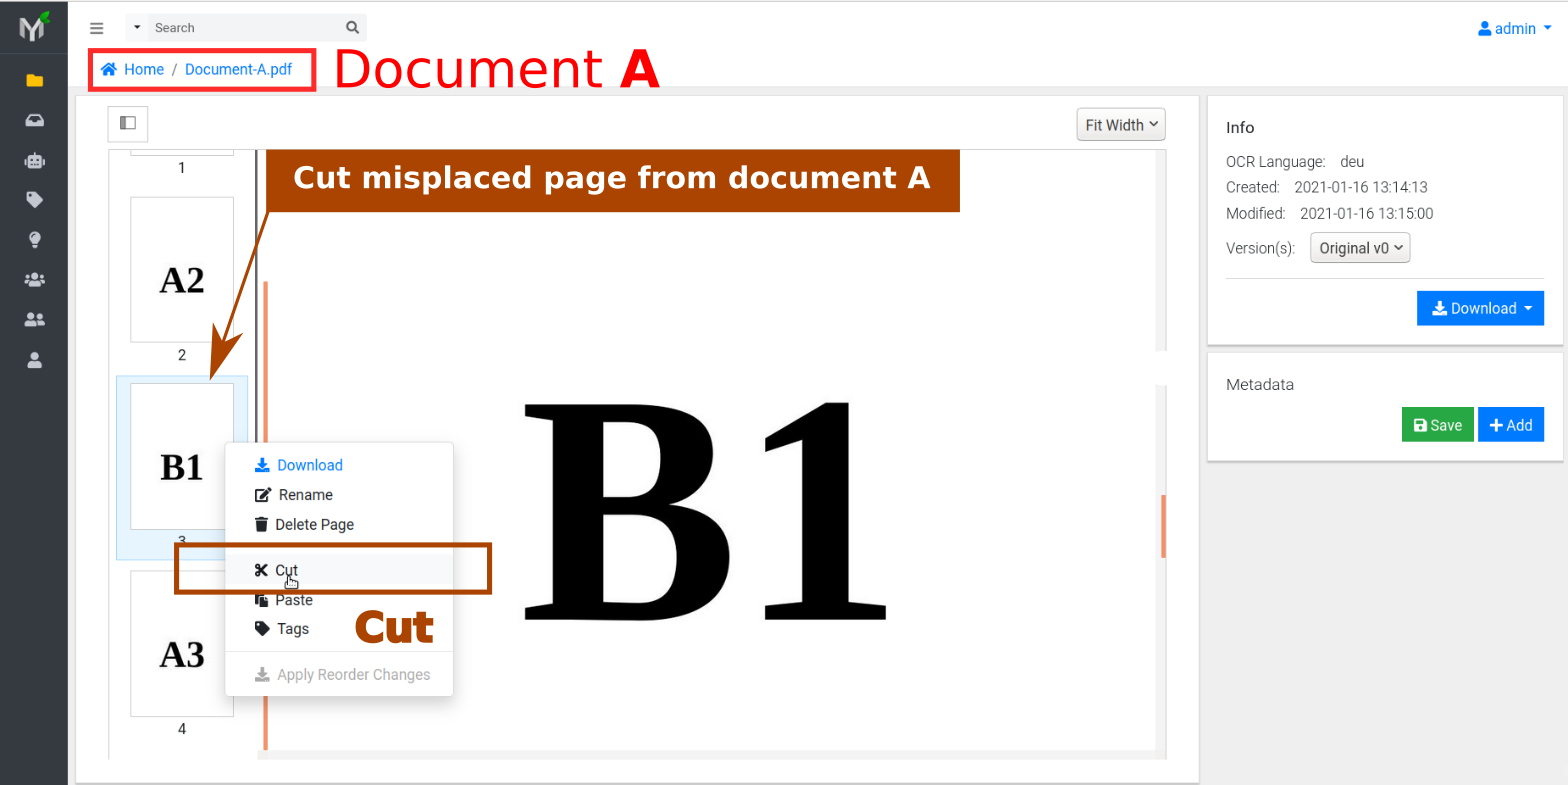 Search
admin
Home / Document-A.pdf
Document A
Fit Width
Cut misplaced page from document A
1
A2
2
B1
3
A3
4
Download
Rename
Delete Page
Cut
Paste
Tags
Cut
Apply Reorder Changes
B1
Info
OCR Language: deu
Created: 2021-01-16 13:14:13
Modified: 2021-01-16 13:15:00
Version(s): Original v0
Download
Metadata
Save
Add